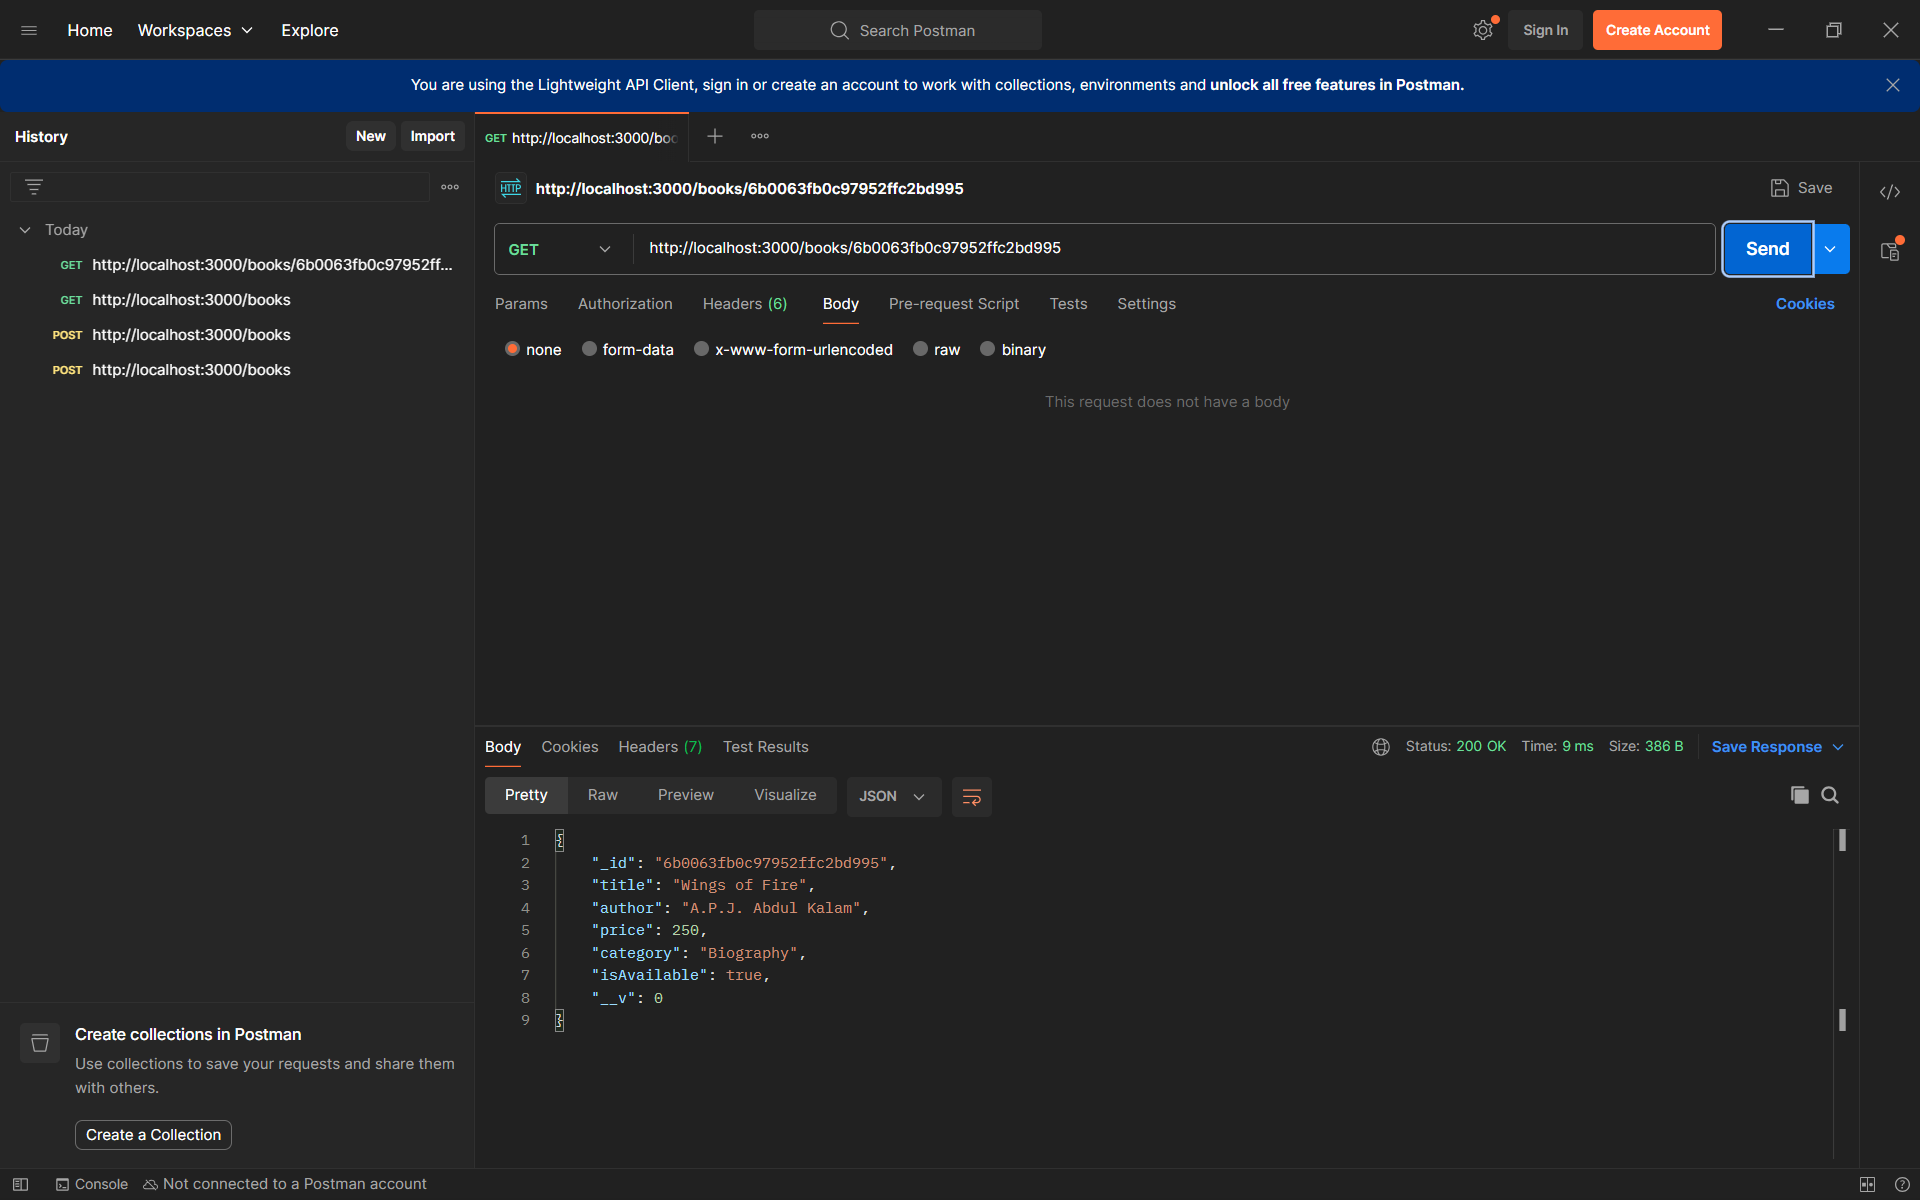 Home Workspaces Explore Search Postman Sign In Create Account
You are using the Lightweight API Client, sign in or create an account to work with collections, environments and unlock all free features in Postman.
History New Import
GET http://localhost:3000/boo
HTTP http://localhost:3000/books/6b0063fb0c97952ffc2bd995 Save
Today
GET http://localhost:3000/books/6b0063fb0c97952ff...
GET http://localhost:3000/books
POST http://localhost:3000/books
POST http://localhost:3000/books
GET http://localhost:3000/books/6b0063fb0c97952ffc2bd995 Send
Params Authorization Headers (6) Body Pre-request Script Tests Settings Cookies
none form-data x-www-form-urlencoded raw binary
This request does not have a body
Body Cookies Headers (7) Test Results Status: 200 OK Time: 9 ms Size: 386 B Save Response
Pretty Raw Preview Visualize JSON
1 {
2 "_id": "6b0063fb0c97952ffc2bd995",
3 "title": "Wings of Fire",
4 "author": "A.P.J. Abdul Kalam",
5 "price": 250,
6 "category": "Biography",
7 "isAvailable": true,
8 "__v": 0
9 }
Create collections in Postman
Use collections to save your requests and share them
with others.
Create a Collection
Console Not connected to a Postman account